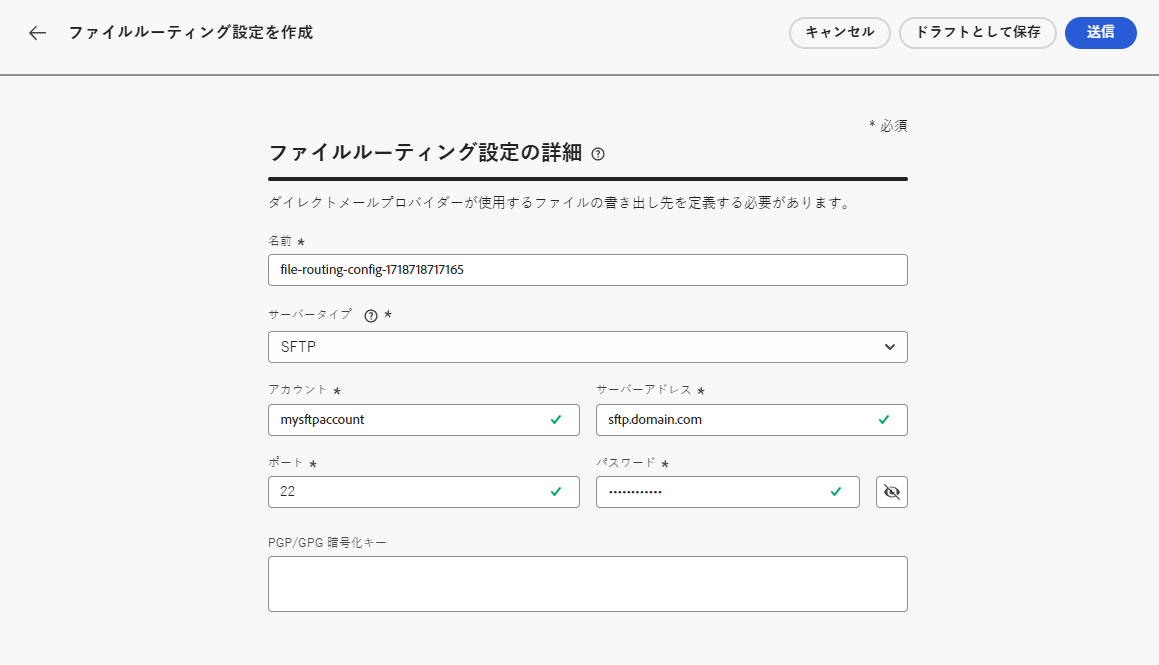 ファイルルーティング設定を作成
キャンセル
ドラフトとして保存
送信
* 必須
ファイルルーティング設定の詳細
ダイレクトメールプロバイダーが使用するファイルの書き出し先を定義する必要があります。
名前 *
file-routing-config-1718718717165
サーバータイプ *
SFTP
アカウント *
サーバーアドレス *
mysftpaccount
sftp.domain.com
ポート *
パスワード *
22
••••••••••••
PGP/GPG 暗号化キー